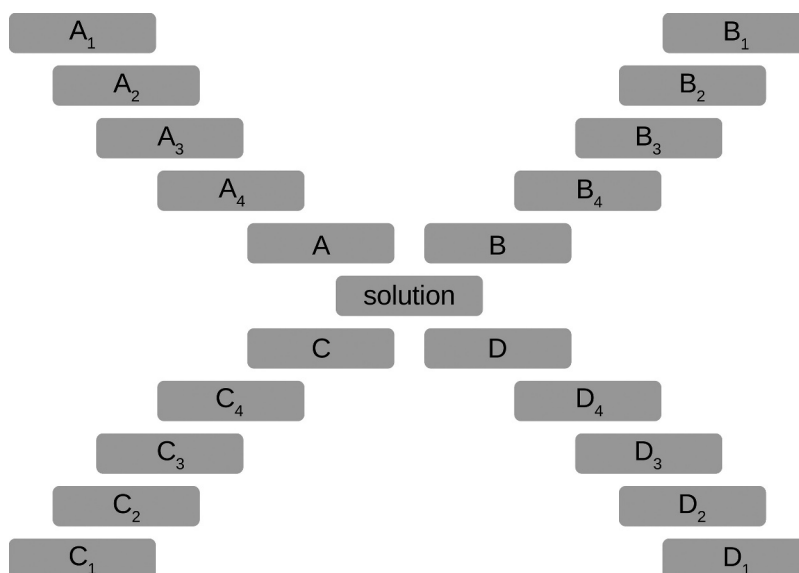 A1 B1
A2 B2
A3 B3
A4 B4
A B
solution
C D
C4 D4
C3 D3
C2 D2
C1 D1